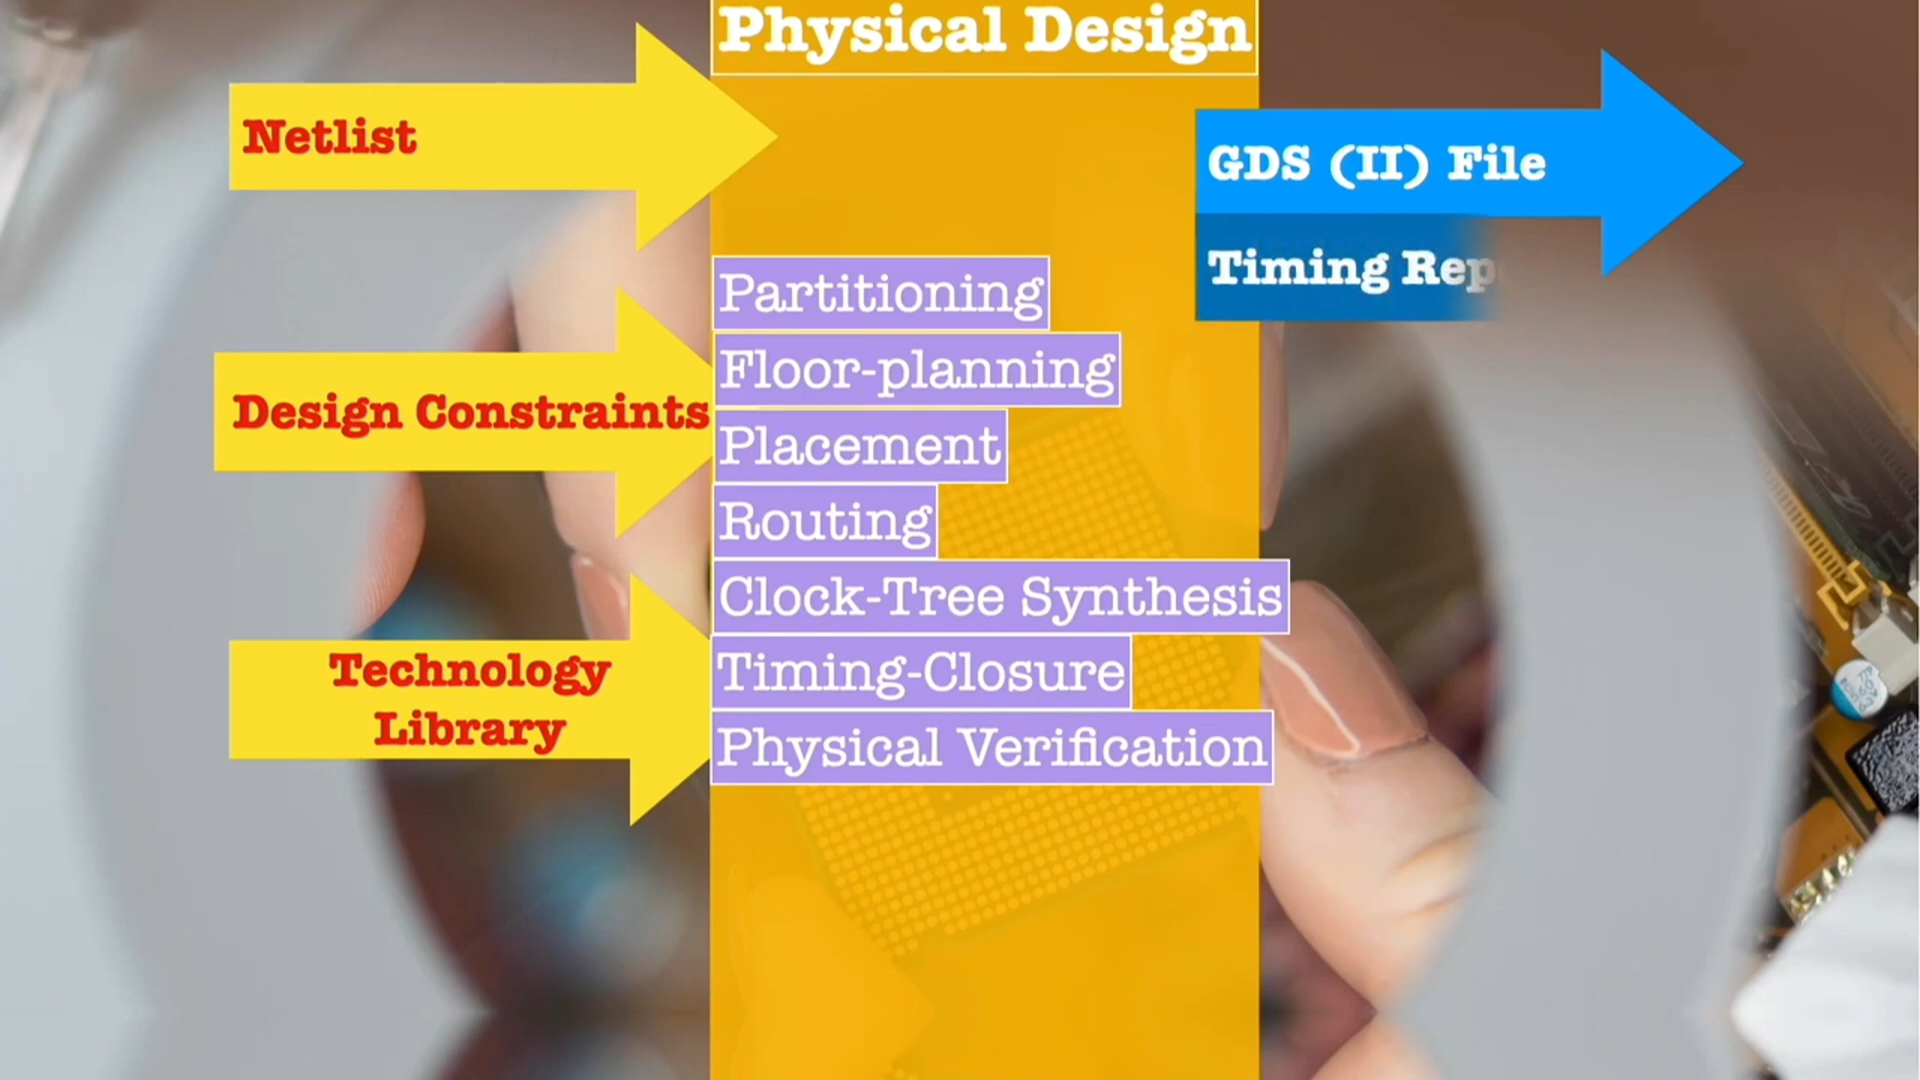 Physical Design
Netlist
GDS (II) File
Timing Rep
Partitioning
Floor-planning
Design Constraints
Placement
Routing
Clock-Tree Synthesis
Technology
Library
Timing-Closure
Physical Verification